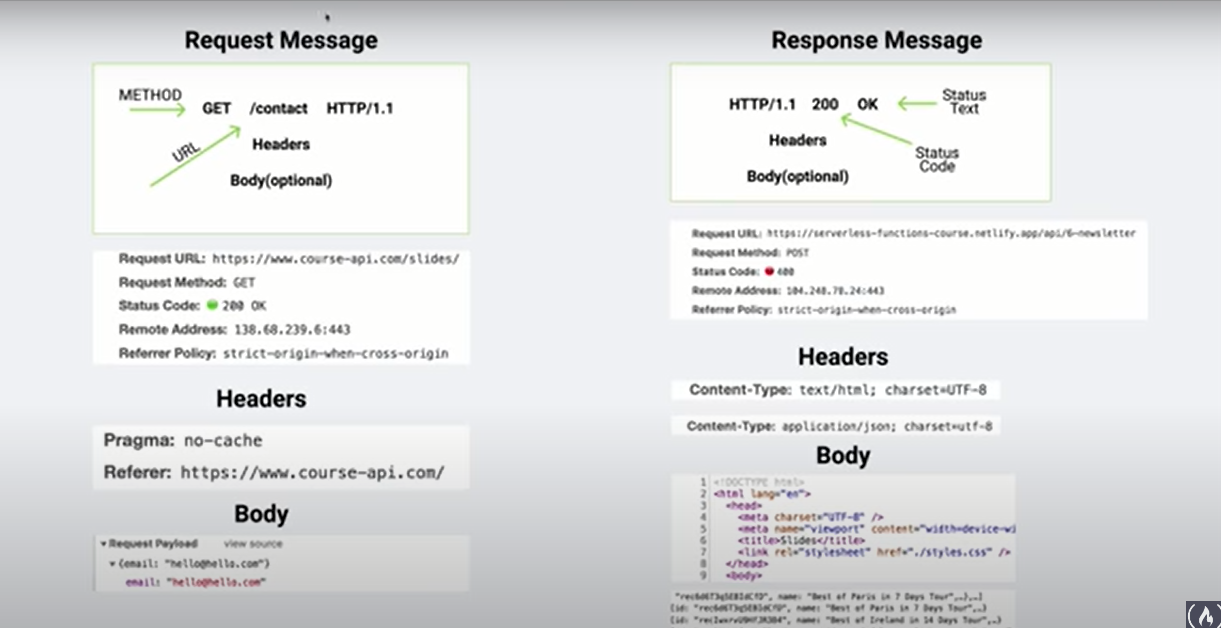 Request Message
METHOD
GET /contact HTTP/1.1
URL
Headers
Body(optional)
Request URL: https://www.course-api.com/slides/
Request Method: GET
Status Code: 200 OK
Remote Address: 138.68.239.6:443
Referrer Policy: strict-origin-when-cross-origin
Headers
Pragma: no-cache
Referer: https://www.course-api.com/
Body
Request Payload view source
{email: "hello@hello.com"}
email: "hello@hello.com"
Response Message
HTTP/1.1 200 OK
Status
Text
Headers
Status
Code
Body(optional)
Request URL: https://serverless-functions-course.netlify.app/api/6-newsletter
Request Method: POST
Status Code: 400
Remote Address: 104.248.78.24:443
Referrer Policy: strict-origin-when-cross-origin
Headers
Content-Type: text/html; charset=UTF-8
Content-Type: application/json; charset=utf-8
Body
1 <!DOCTYPE html>
2 <html lang="en">
3 <head>
4 <meta charset="UTF-8" />
5 <meta name="viewport" content="width=device-wi
6 <title>Slides</title>
7 <link rel="stylesheet" href="./styles.css" />
8 </head>
9 <body>
name: "Best of Paris in 7 Days Tour",…},…]
{id: name: "Best of Paris in 7 Days Tour",…}
{id: name: "Best of Ireland in 14 Days Tour",…}